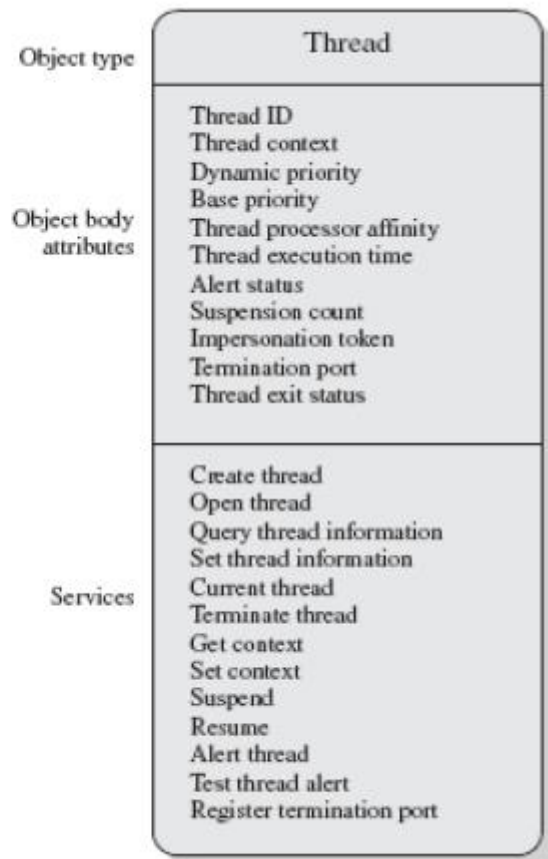 Object type
Thread
Object body
attributes
Thread ID
Thread context
Dynamic priority
Base priority
Thread processor affinity
Thread execution time
Alert status
Suspension count
Impersonation token
Termination port
Thread exit status
Services
Create thread
Open thread
Query thread information
Set thread information
Current thread
Terminate thread
Get context
Set context
Suspend
Resume
Alert thread
Test thread alert
Register termination port